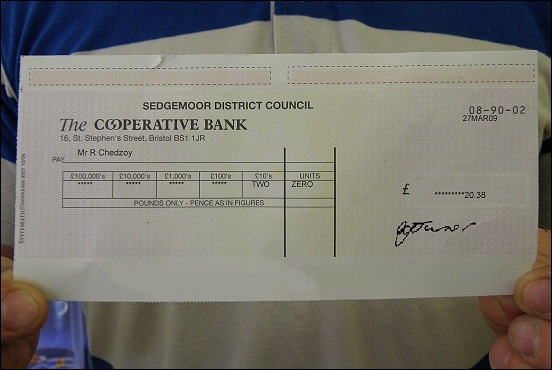 SEDGEMOOR DISTRICT COUNCIL
The COOPERATIVE BANK
08-90-02
27MAR09
16, St. Stephen's Street, Bristol BS1 1JR
PAY Mr R Chedzoy
£100,000's £10,000's £1,000's £100's £10's UNITS
***** ***** ***** ***** TWO ZERO
£ *********20.38
POUNDS ONLY - PENCE AS IN FIGURES